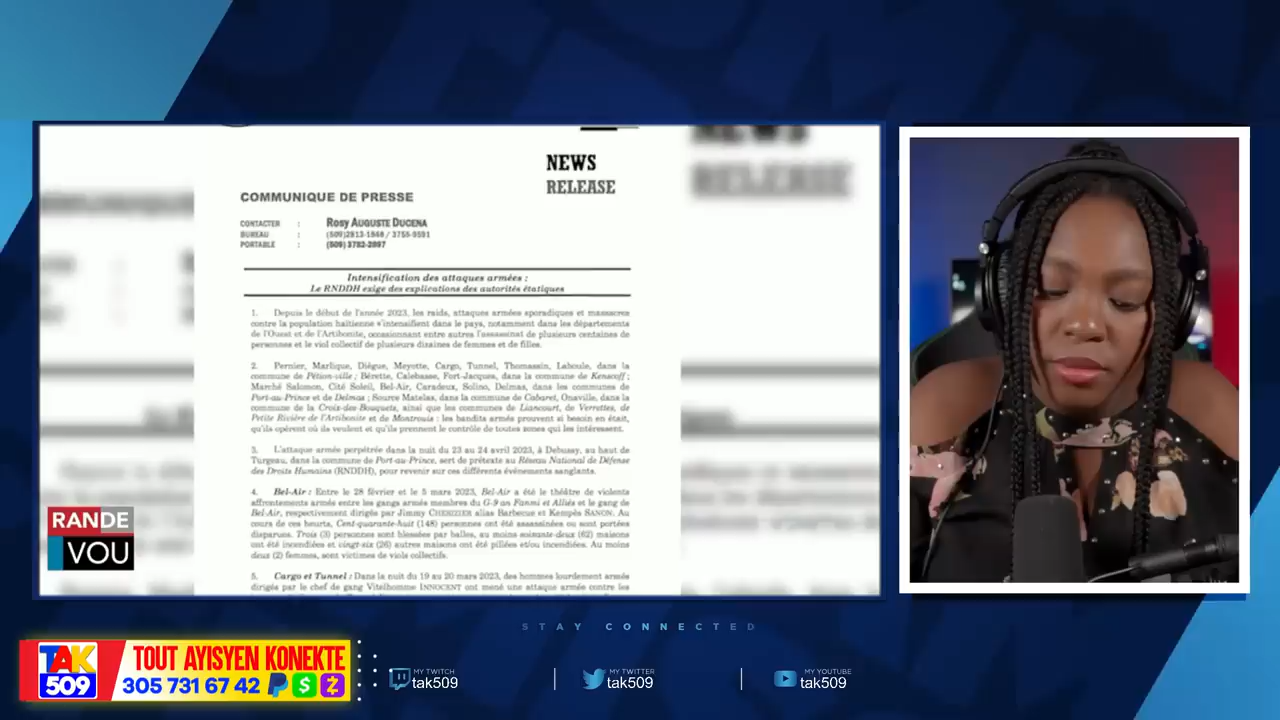 NEWS
RELEASE
COMMUNIQUE DE PRESSE
CONTACTER : Rosy AUGUSTE DUCENA
BUREAU : (509)2813-1868 / 3755-9591
PORTABLE : (509) 3782-2897
Intensification des attaques armées :
Le RNDDH exige des explications des autorités étatiques
1. Depuis le début de l'année 2023, les raids, attaques armées sporadiques et massacres
contre la population haïtienne s'intensifient dans le pays, notamment dans les départements
de l'Ouest et de l'Artibonite, occasionnant entre autres l'assassinat de plusieurs centaines de
personnes et le viol collectif de plusieurs dizaines de femmes et de filles.
2. Pernier, Marlique, Diègue, Meyotte, Cargo, Tunnel, Thomassin, Laboule, dans la
commune de Pétion-ville ; Bérette, Calebasse, Fort-Jacques, dans la commune de Kenscoff ;
Marché Salomon, Cité Soleil, Bel-Air, Caradeux, Solino, Delmas, dans les communes de
Port-au-Prince et de Delmas ; Source Matelas, dans la commune de Cabaret, Onaville, dans la
commune de la Croix-des-Bouquets, ainsi que les communes de Liancourt, de Verrettes, de
Petite Rivière de l'Artibonite et de Montrouis : les bandits armés prouvent si besoin en était,
qu'ils opèrent où ils veulent et qu'ils prennent le contrôle de toutes zones qui les intéressent.
3. L'attaque armée perpétrée dans la nuit du 23 au 24 avril 2023, à Debussy, au haut de
Turgeau, dans la commune de Port-au-Prince, sert de prétexte au Réseau National de Défense
des Droits Humains (RNDDH), pour revenir sur ces différents événements sanglants.
4. Bel-Air : Entre le 28 février et le 5 mars 2023, Bel-Air a été le théâtre de violents
affrontements armés entre les gangs armés membres du G-9 an Fanmi et Alliés et le gang de
Bel-Air, respectivement dirigés par Jimmy CHERIZIER alias Barbecue et Kempès SANON. Au
cours de ces heurts, Cent-quarante-huit (148) personnes ont été assassinées ou sont portées
disparues. Trois (3) personnes sont blessées par balles, au moins soixante-deux (62) maisons
ont été incendiées et vingt-six (26) autres maisons ont été pillées et/ou incendiées. Au moins
deux (2) femmes, sont victimes de viols collectifs.
5. Cargo et Tunnel : Dans la nuit du 19 au 20 mars 2023, des hommes lourdement armés
dirigés par le chef de gang Vitelhomme INNOCENT ont mené une attaque armée contre les
RANDE
VOU
STAY CONNECTED
TAK
509
TOUT AYISYEN KONEKTE
305 731 67 42
MY TWITCH
tak509
MY TWITTER
tak509
MY YOUTUBE
tak509